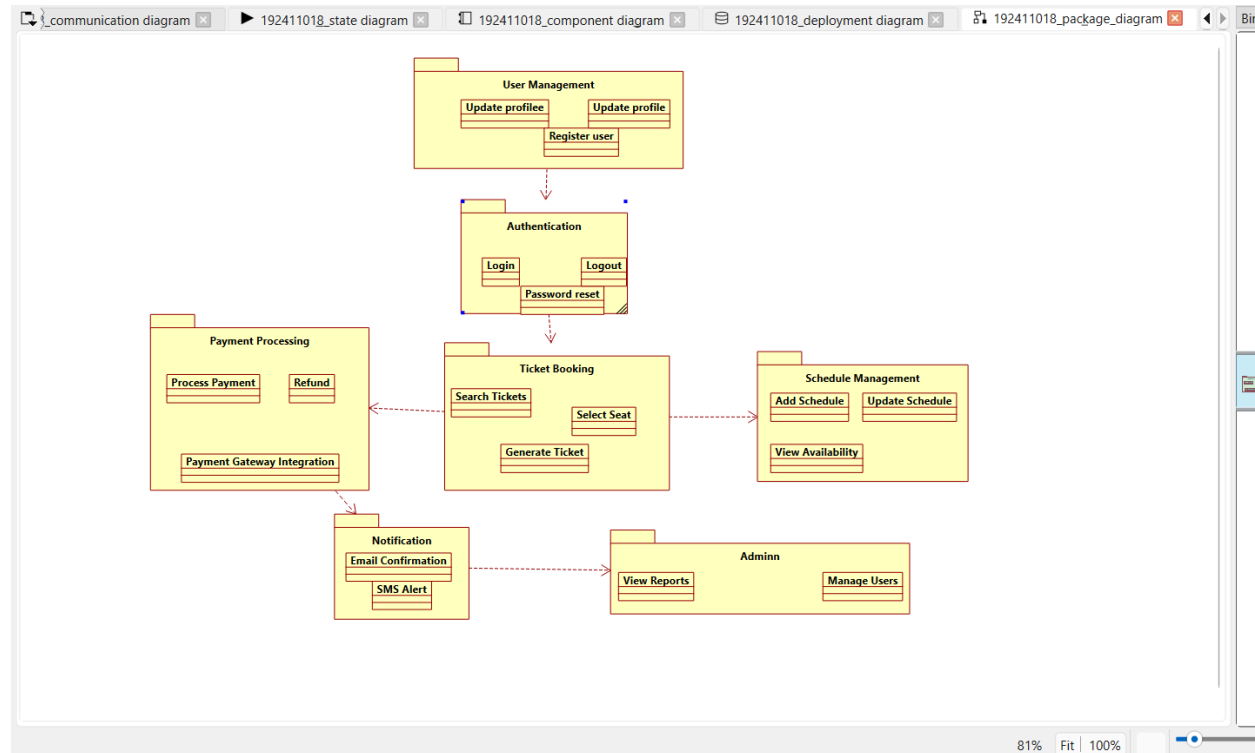 _communication diagram
192411018_state diagram
192411018_component diagram
192411018_deployment diagram
192411018_package_diagram
Bir
User Management
Update profilee
Update profile
Register user
Authentication
Login
Logout
Password reset
Payment Processing
Process Payment
Refund
Payment Gateway Integration
Ticket Booking
Search Tickets
Select Seat
Generate Ticket
Schedule Management
Add Schedule
Update Schedule
View Availability
Notification
Email Confirmation
SMS Alert
Adminn
View Reports
Manage Users
81%
Fit
100%